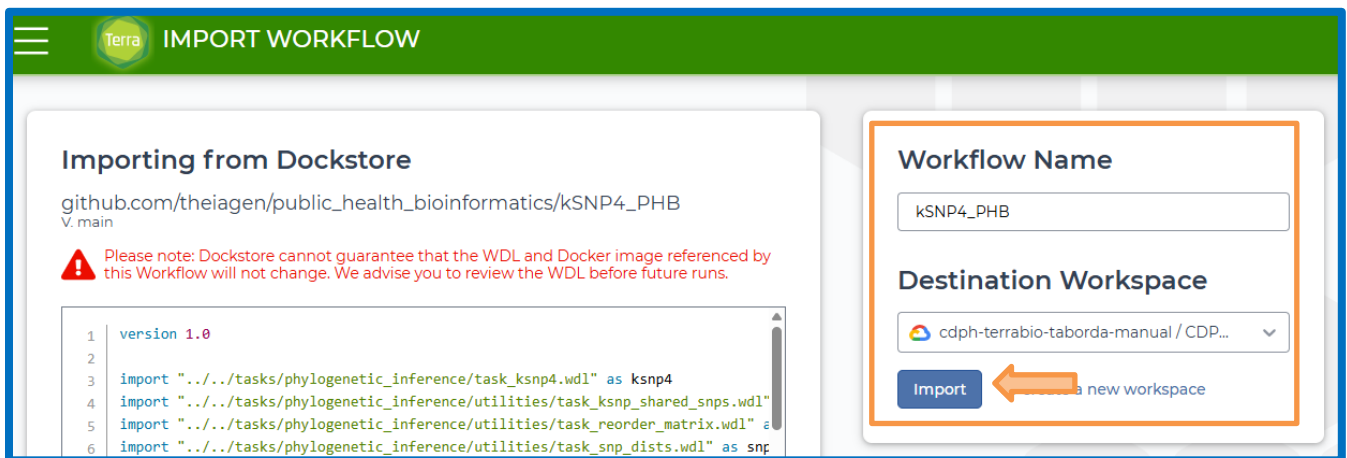 Terra IMPORT WORKFLOW
Importing from Dockstore
github.com/theiagen/public_health_bioinformatics/kSNP4_PHB
V. main
Please note: Dockstore cannot guarantee that the WDL and Docker image referenced by
this Workflow will not change. We advise you to review the WDL before future runs.
1 version 1.0
2
3 import "../../tasks/phylogenetic_inference/task_ksnp4.wdl" as ksnp4
4 import "../../tasks/phylogenetic_inference/utilities/task_ksnp_shared_snps.wdl"
5 import "../../tasks/phylogenetic_inference/utilities/task_reorder_matrix.wdl" a
6 import "../../tasks/phylogenetic_inference/utilities/task_snp_dists.wdl" as snp
Workflow Name
kSNP4_PHB
Destination Workspace
cdph-terrabio-taborda-manual / CDP...
Import
a new workspace